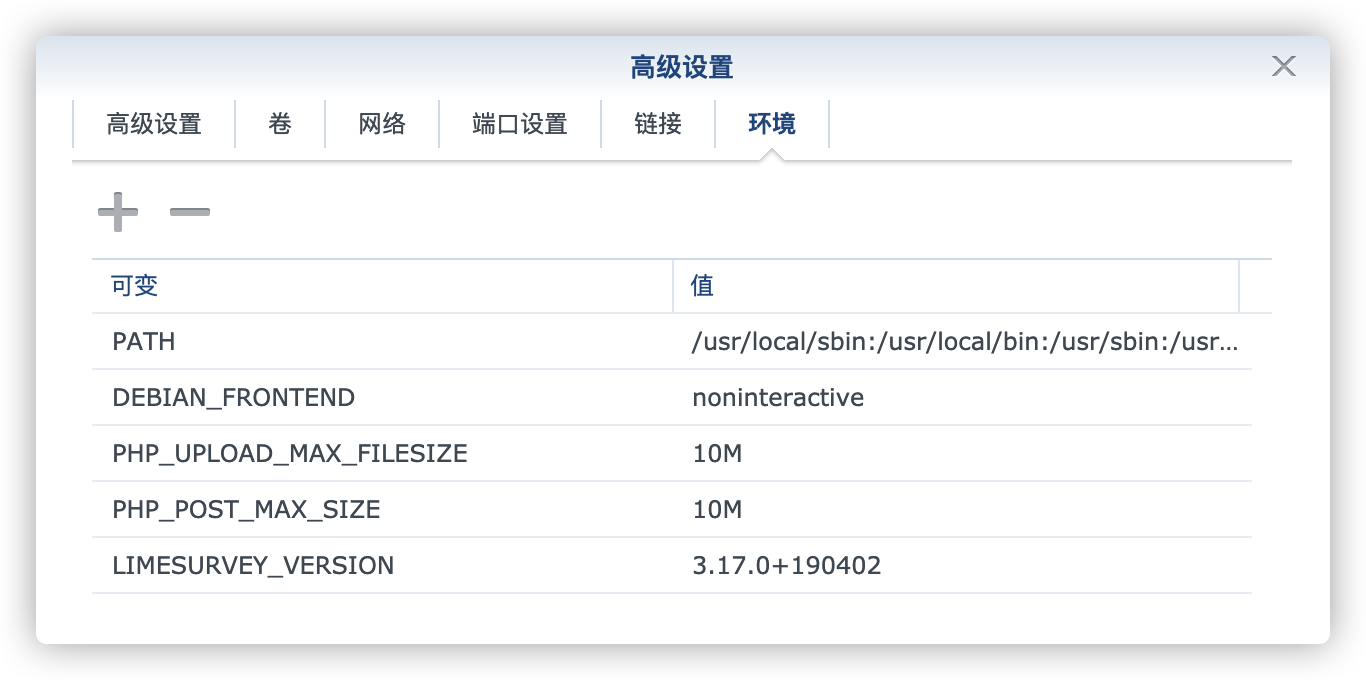 高级设置
高级设置 卷 网络 端口设置 链接 环境
可变 值
PATH /usr/local/sbin:/usr/local/bin:/usr/sbin:/usr...
DEBIAN_FRONTEND noninteractive
PHP_UPLOAD_MAX_FILESIZE 10M
PHP_POST_MAX_SIZE 10M
LIMESURVEY_VERSION 3.17.0+190402